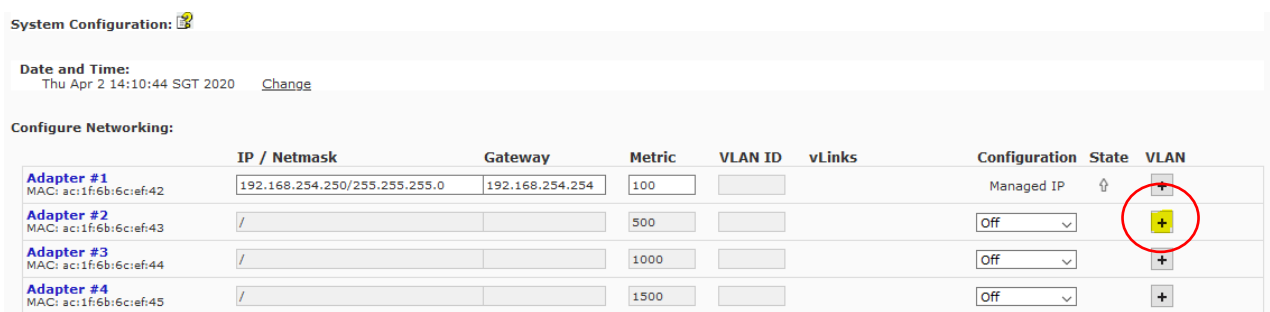 System Configuration:
Date and Time:
Thu Apr 2 14:10:44 SGT 2020 Change
Configure Networking:
IP / Netmask Gateway Metric VLAN ID vLinks Configuration State VLAN
Adapter #1
MAC: ac:1f:6b:6c:ef:42
192.168.254.250/255.255.255.0 192.168.254.254 100 Managed IP +
Adapter #2
MAC: ac:1f:6b:6c:ef:43
/ 500 Off +
Adapter #3
MAC: ac:1f:6b:6c:ef:44
/ 1000 Off +
Adapter #4
MAC: ac:1f:6b:6c:ef:45
/ 1500 Off +